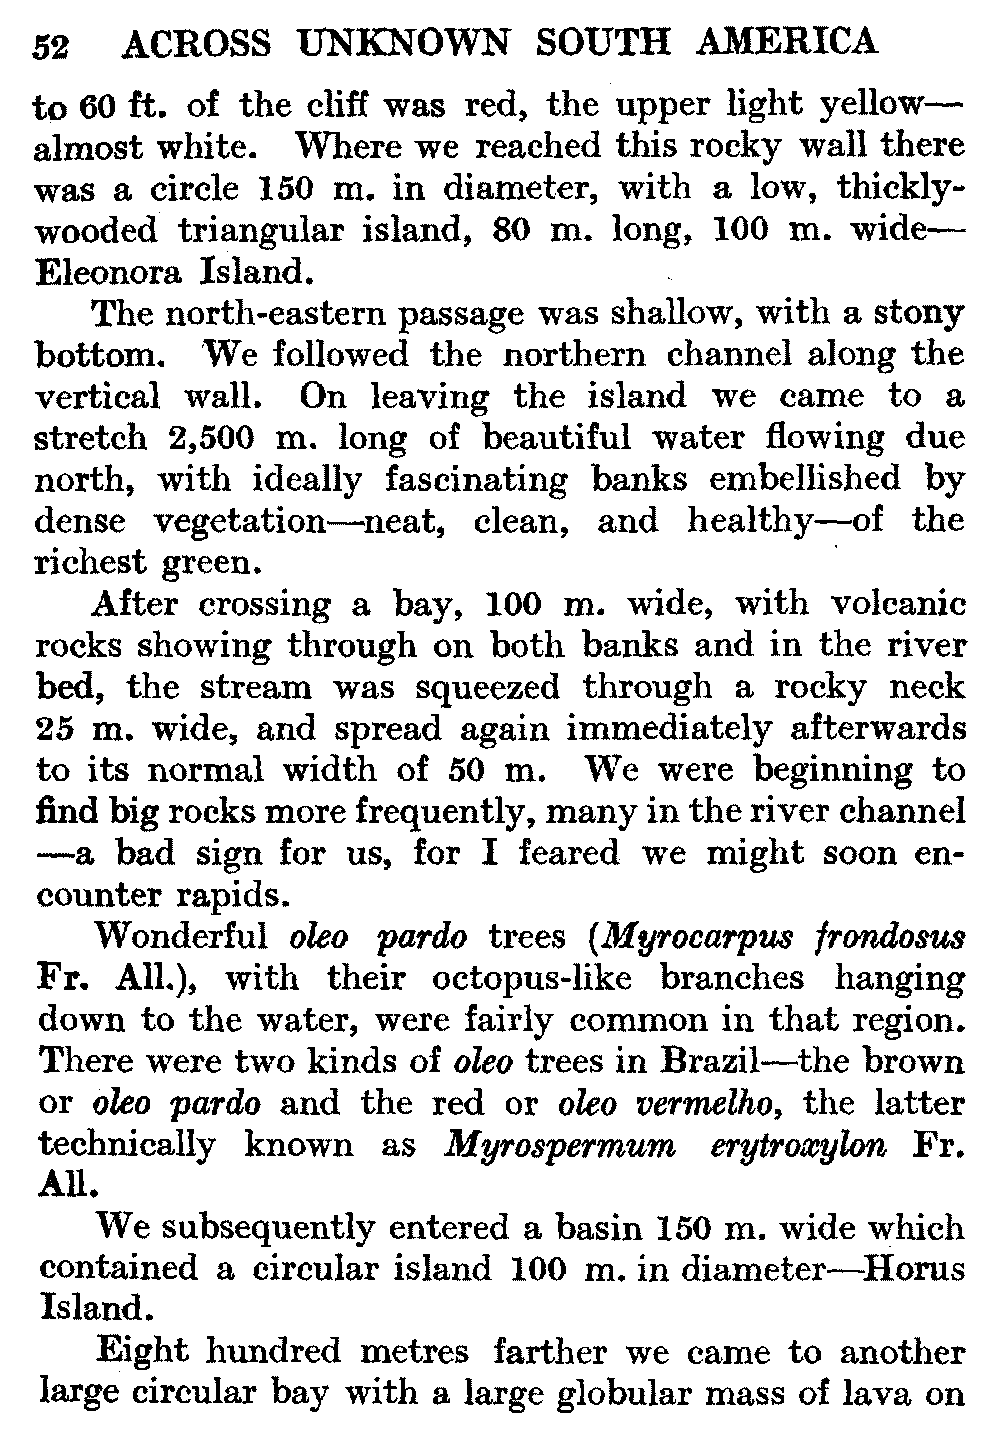 52 ACROSS UNKNOWN SOUTH AMERICA
to 60 ft. of the cliff was red, the upper light yellow—
almost white. Where we reached this rocky wall there
was a circle 150 m. in diameter, with a low, thickly-
wooded triangular island, 80 m. long, 100 m. wide—
Eleonora Island.
The north-eastern passage was shallow, with a stony
bottom. We followed the northern channel along the
vertical wall. On leaving the island we came to a
stretch 2,500 m. long of beautiful water flowing due
north, with ideally fascinating banks embellished by
dense vegetation—neat, clean, and healthy—of the
richest green.
After crossing a bay, 100 m. wide, with volcanic
rocks showing through on both banks and in the river
bed, the stream was squeezed through a rocky neck
25 m. wide, and spread again immediately afterwards
to its normal width of 50 m. We were beginning to
find big rocks more frequently, many in the river channel
—a bad sign for us, for I feared we might soon en-
counter rapids.
Wonderful oleo pardo trees (Myrocarpus frondosus
Fr. All.), with their octopus-like branches hanging
down to the water, were fairly common in that region.
There were two kinds of oleo trees in Brazil—the brown
or oleo pardo and the red or oleo vermelho, the latter
technically known as Myrospermum erytroxylon Fr.
All.
We subsequently entered a basin 150 m. wide which
contained a circular island 100 m. in diameter—Horus
Island.
Eight hundred metres farther we came to another
large circular bay with a large globular mass of lava on